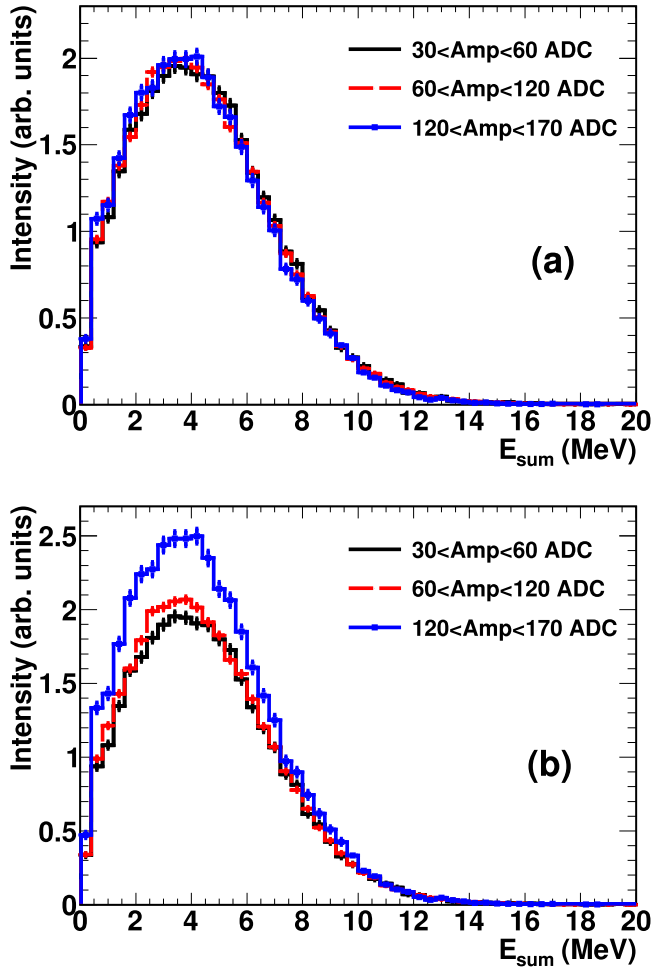 Intensity (arb. units)
2
1.5
1
0.5
0
30<Amp<60 ADC
60<Amp<120 ADC
120<Amp<170 ADC
(a)
0 2 4 6 8 10 12 14 16 18 20
Esum (MeV)
Intensity (arb. units)
2.5
2
1.5
1
0.5
0
30<Amp<60 ADC
60<Amp<120 ADC
120<Amp<170 ADC
(b)
0 2 4 6 8 10 12 14 16 18 20
Esum (MeV)